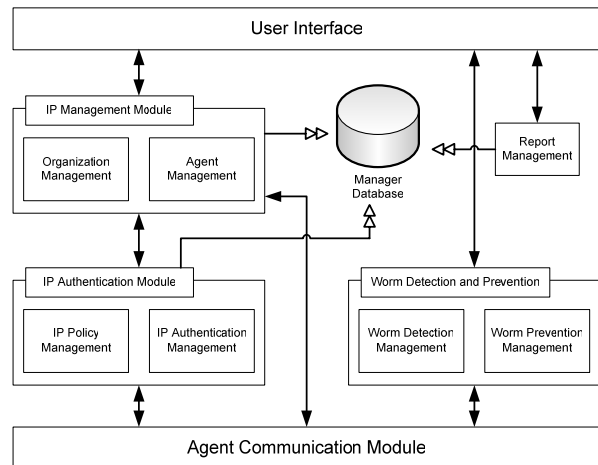 User Interface
IP Management Module
Organization
Management
Agent
Management
Manager
Database
Report
Management
IP Authentication Module
IP Policy
Management
IP Authentication
Management
Worm Detection and Prevention
Worm Detection
Management
Worm Prevention
Management
Agent Communication Module